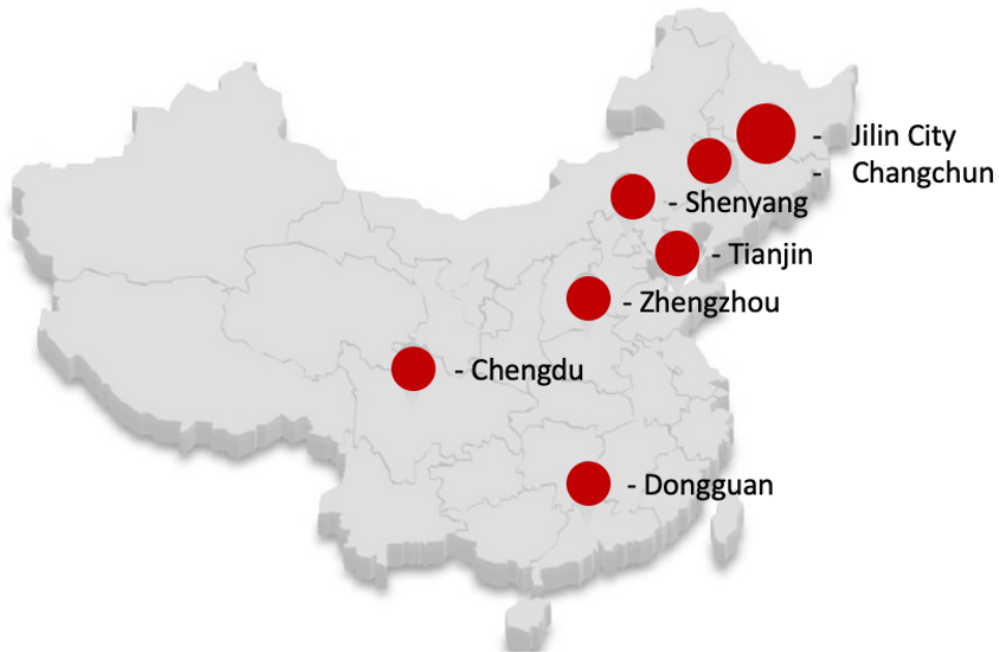 - Jilin City
- Changchun
- Shenyang
- Tianjin
- Zhengzhou
- Chengdu
- Dongguan